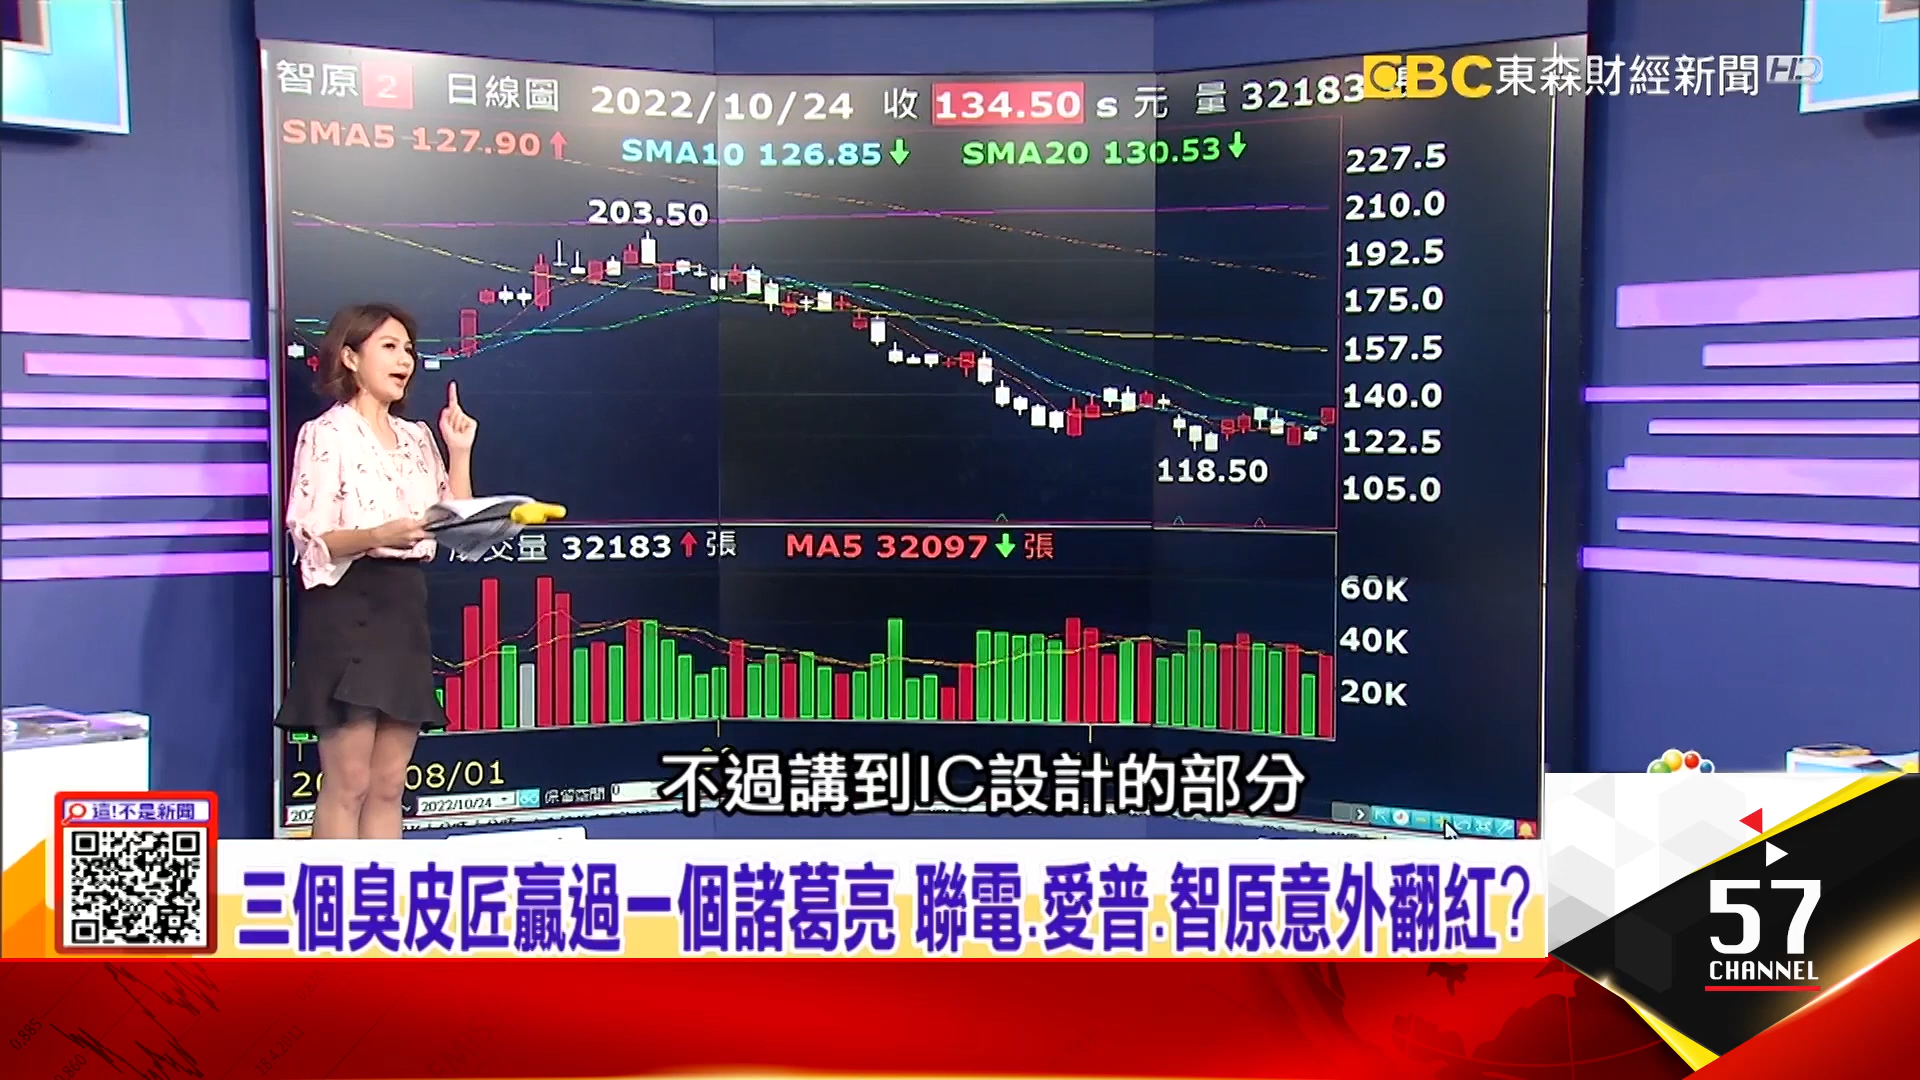 智原 2 日線圖 2022/10/24 收 134.50 s 元 量 32183
EBC 東森財經新聞 HD
SMA5 127.90↑ SMA10 126.85↓ SMA20 130.53↓
227.5
203.50
210.0
192.5
175.0
157.5
140.0
122.5
118.50
105.0
成交量 32183↑張 MA5 32097↓張
60K
40K
20K
08/01
2022/10/24
不過講到IC設計的部分
這!不是新聞
三個臭皮匠贏過一個諸葛亮 聯電.愛普.智原意外翻紅?
57
CHANNEL